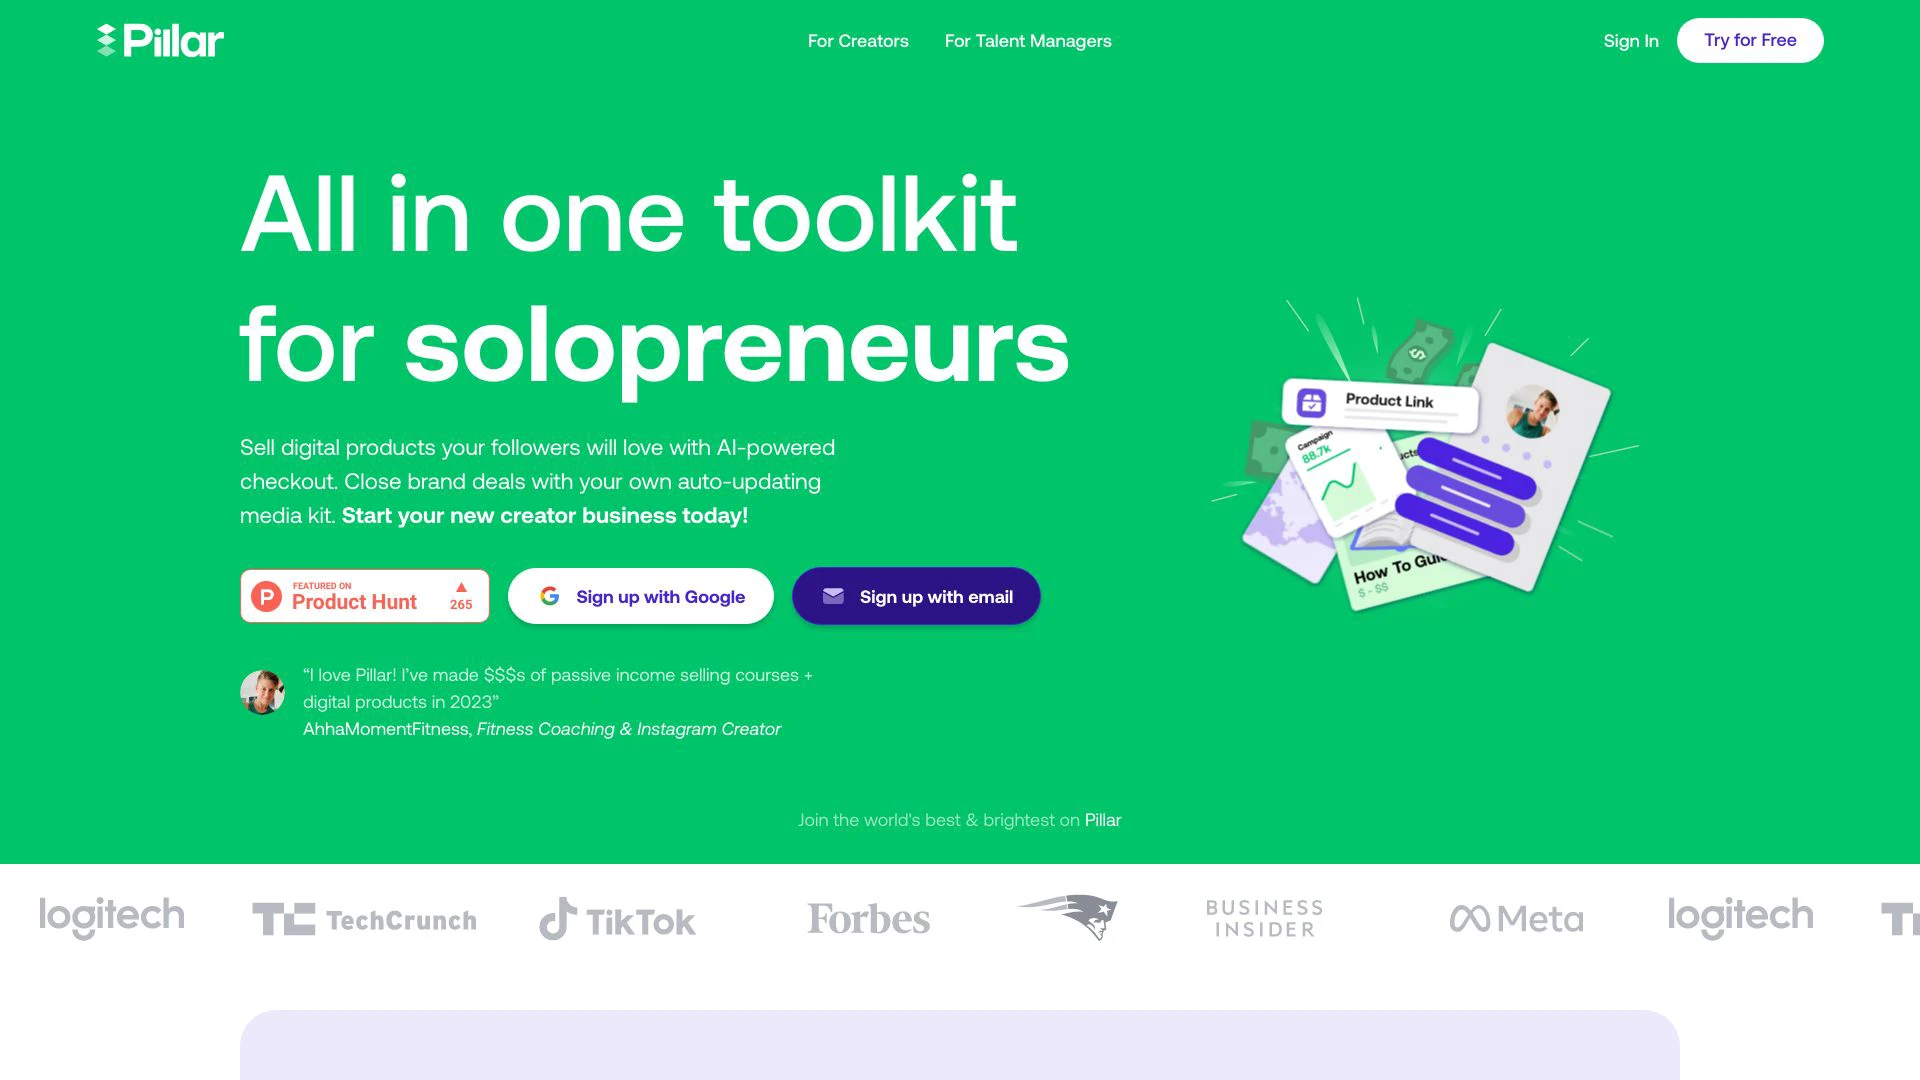 Pillar
For Creators
For Talent Managers
Sign In
Try for Free
All in one toolkit
for solopreneurs
Sell digital products your followers will love with AI-powered
checkout. Close brand deals with your own auto-updating
media kit. Start your new creator business today!
FEATURED ON
Product Hunt
265
Sign up with Google
Sign up with email
“I love Pillar! I’ve made $$$s of passive income selling courses +
digital products in 2023”
AhhaMomentFitness, Fitness Coaching & Instagram Creator
Product Link
Campaign
88.7k
$ - $$
Join the world's best & brightest on Pillar
logitech
TechCrunch
TikTok
Forbes
BUSINESS
INSIDER
Meta
logitech